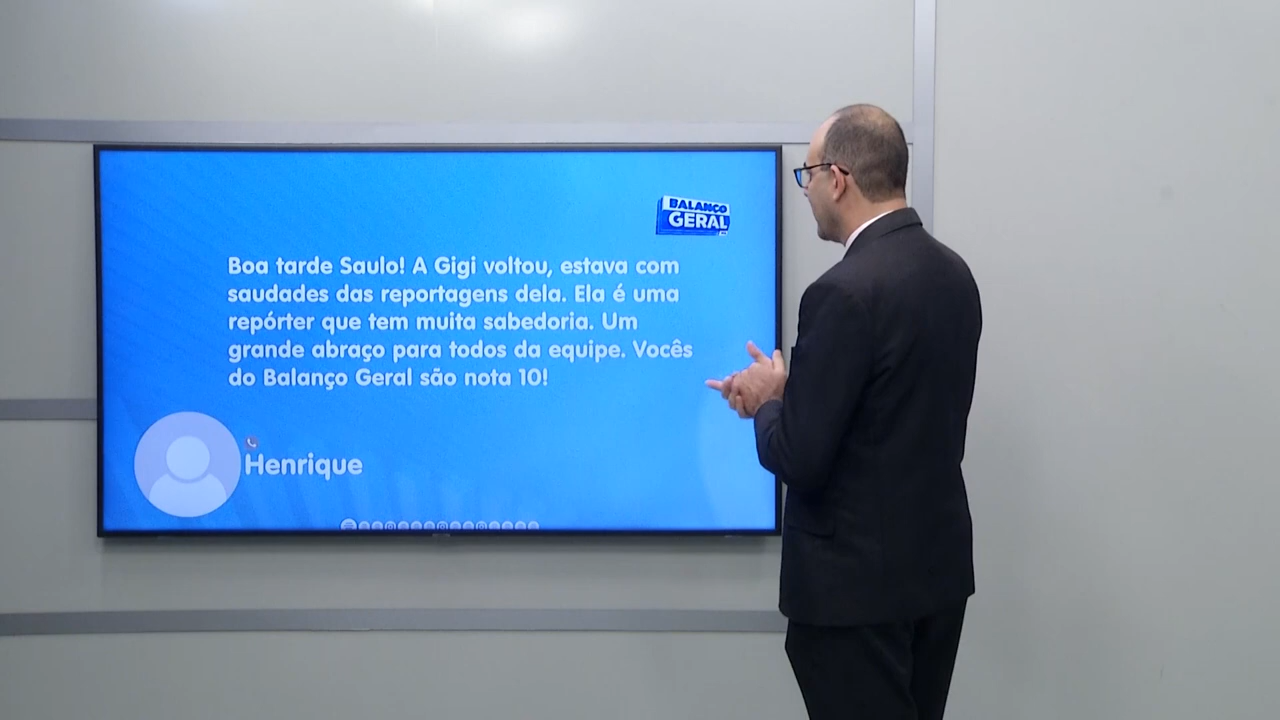 BALANÇO
GERAL
Boa tarde Saulo! A Gigi voltou, estava com
saudades das reportagens dela. Ela é uma
repórter que tem muita sabedoria. Um
grande abraço para todos da equipe. Vocês
do Balanço Geral são nota 10!
Henrique